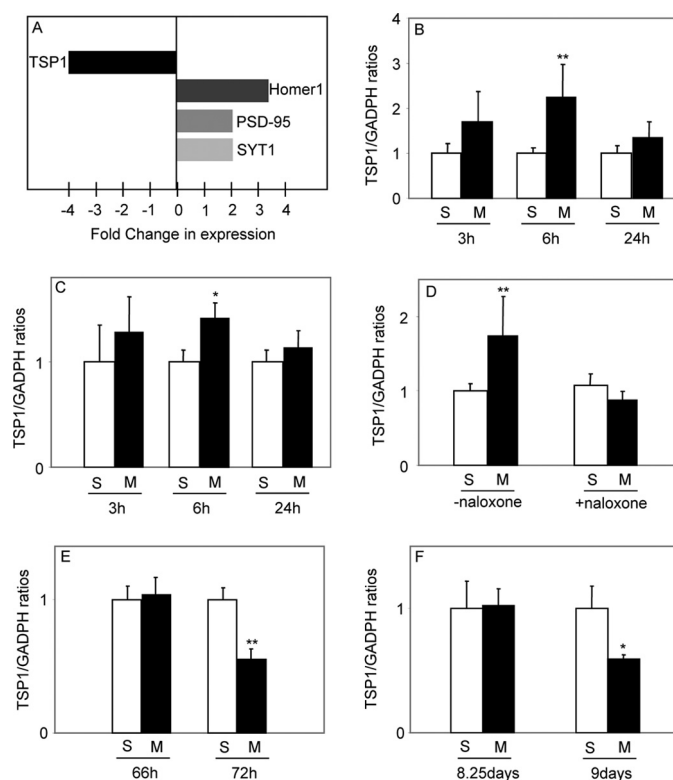 A
TSP1
Homer1
PSD-95
SYT1
-4 -3 -2 -1 0 1 2 3 4
Fold Change in expression
B
TSP1/GADPH ratios
4
3
2
1
0
**
S M S M S M
3h 6h 24h
C
TSP1/GADPH ratios
1
0
*
S M S M S M
3h 6h 24h
D
TSP1/GADPH ratios
2
1
0
**
S M S M
-naloxone +naloxone
E
TSP1/GADPH ratios
1
0
**
S M S M
66h 72h
F
TSP1/GADPH ratios
1
0
*
S M S M
8.25days 9days